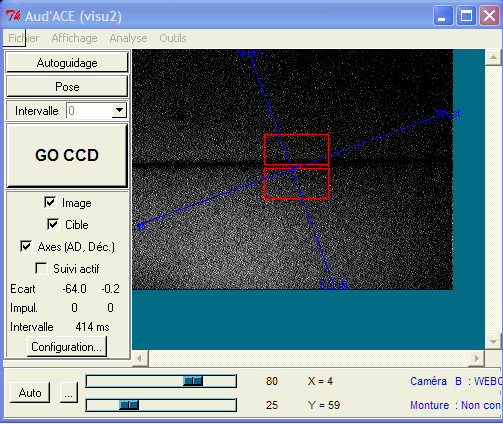 Aud'ACE (visu2)
Fichier Affichage Analyse Outils
Autoguidage
Pose
Intervalle 0
GO CCD
Image
Cible
Axes (AD, Déc.)
Suivi actif
Ecart -64.0 -0.2
Impul. 0 0
Intervalle 414 ms
Configuration...
Auto ... 80 X = 4 Caméra B : WEBC
25 Y = 59 Monture : Non con